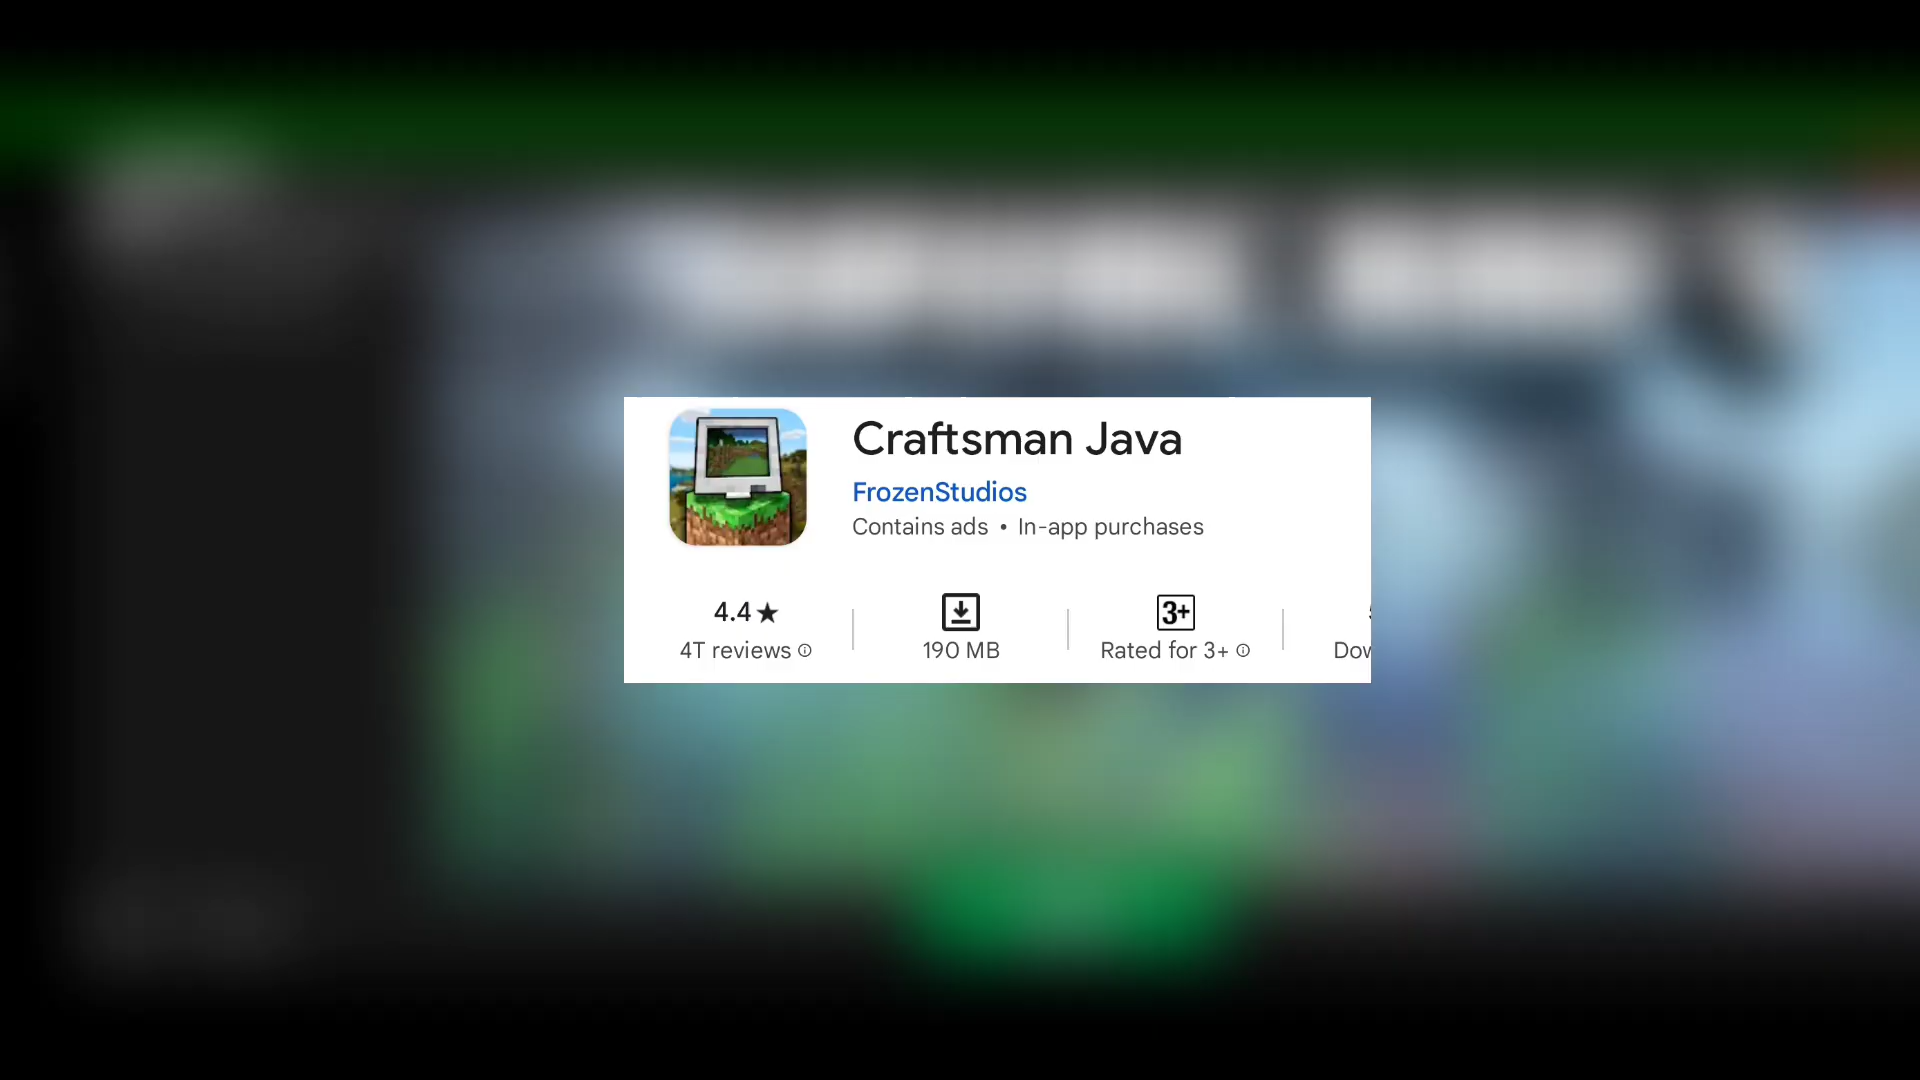 Craftsman Java
FrozenStudios
Contains ads • In-app purchases
4.4★
4T reviews
190 MB
3+
Rated for 3+